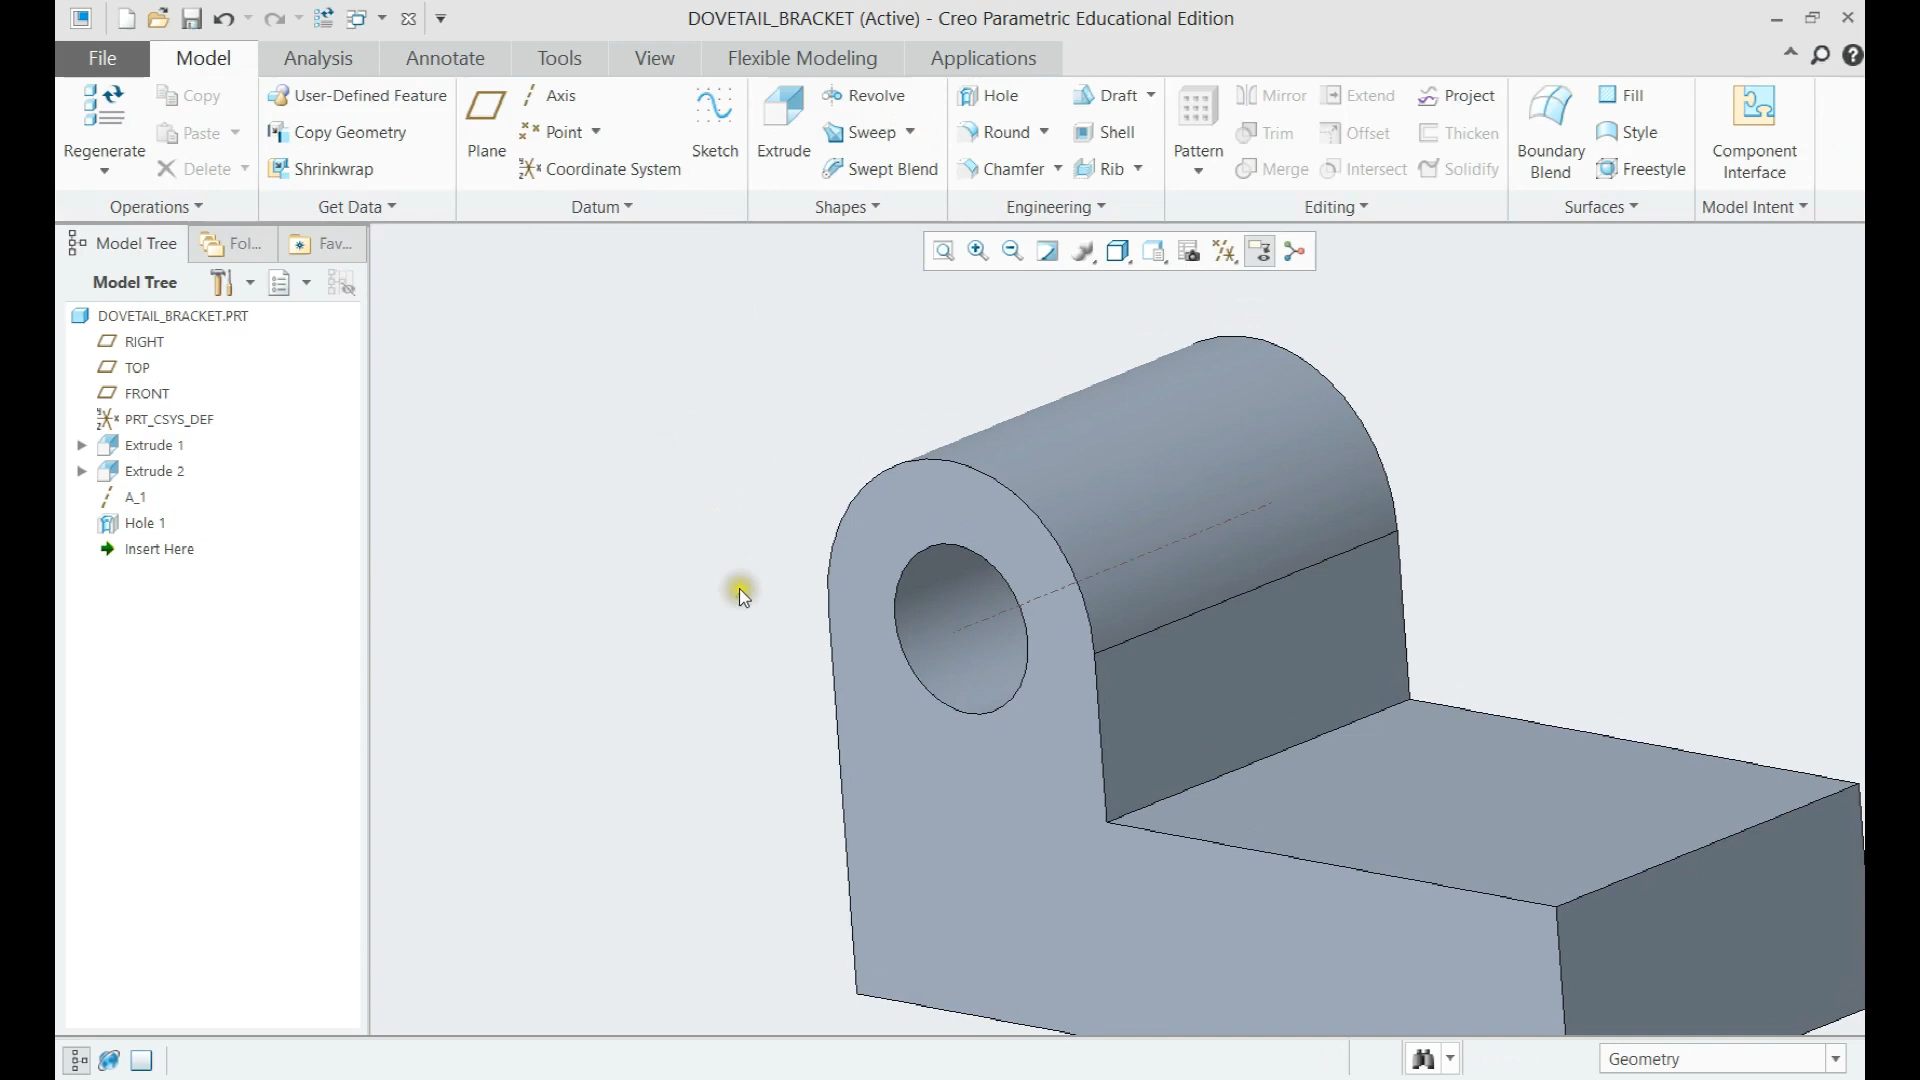 DOVETAIL_BRACKET (Active) - Creo Parametric Educational Edition
File Model Analysis Annotate Tools View Flexible Modeling Applications
Regenerate
Copy
Paste
Delete
Operations
User-Defined Feature
Copy Geometry
Shrinkwrap
Get Data
Plane
Axis
Point
Coordinate System
Sketch
Datum
Extrude
Revolve
Sweep
Swept Blend
Shapes
Hole
Round
Chamfer
Draft
Shell
Rib
Engineering
Pattern
Mirror
Trim
Merge
Extend
Offset
Intersect
Project
Thicken
Solidify
Editing
Boundary
Blend
Fill
Style
Freestyle
Surfaces
Component
Interface
Model Intent
Model Tree Fol... Fav...
Model Tree
DOVETAIL_BRACKET.PRT
RIGHT
TOP
FRONT
PRT_CSYS_DEF
Extrude 1
Extrude 2
A_1
Hole 1
Insert Here
Geometry